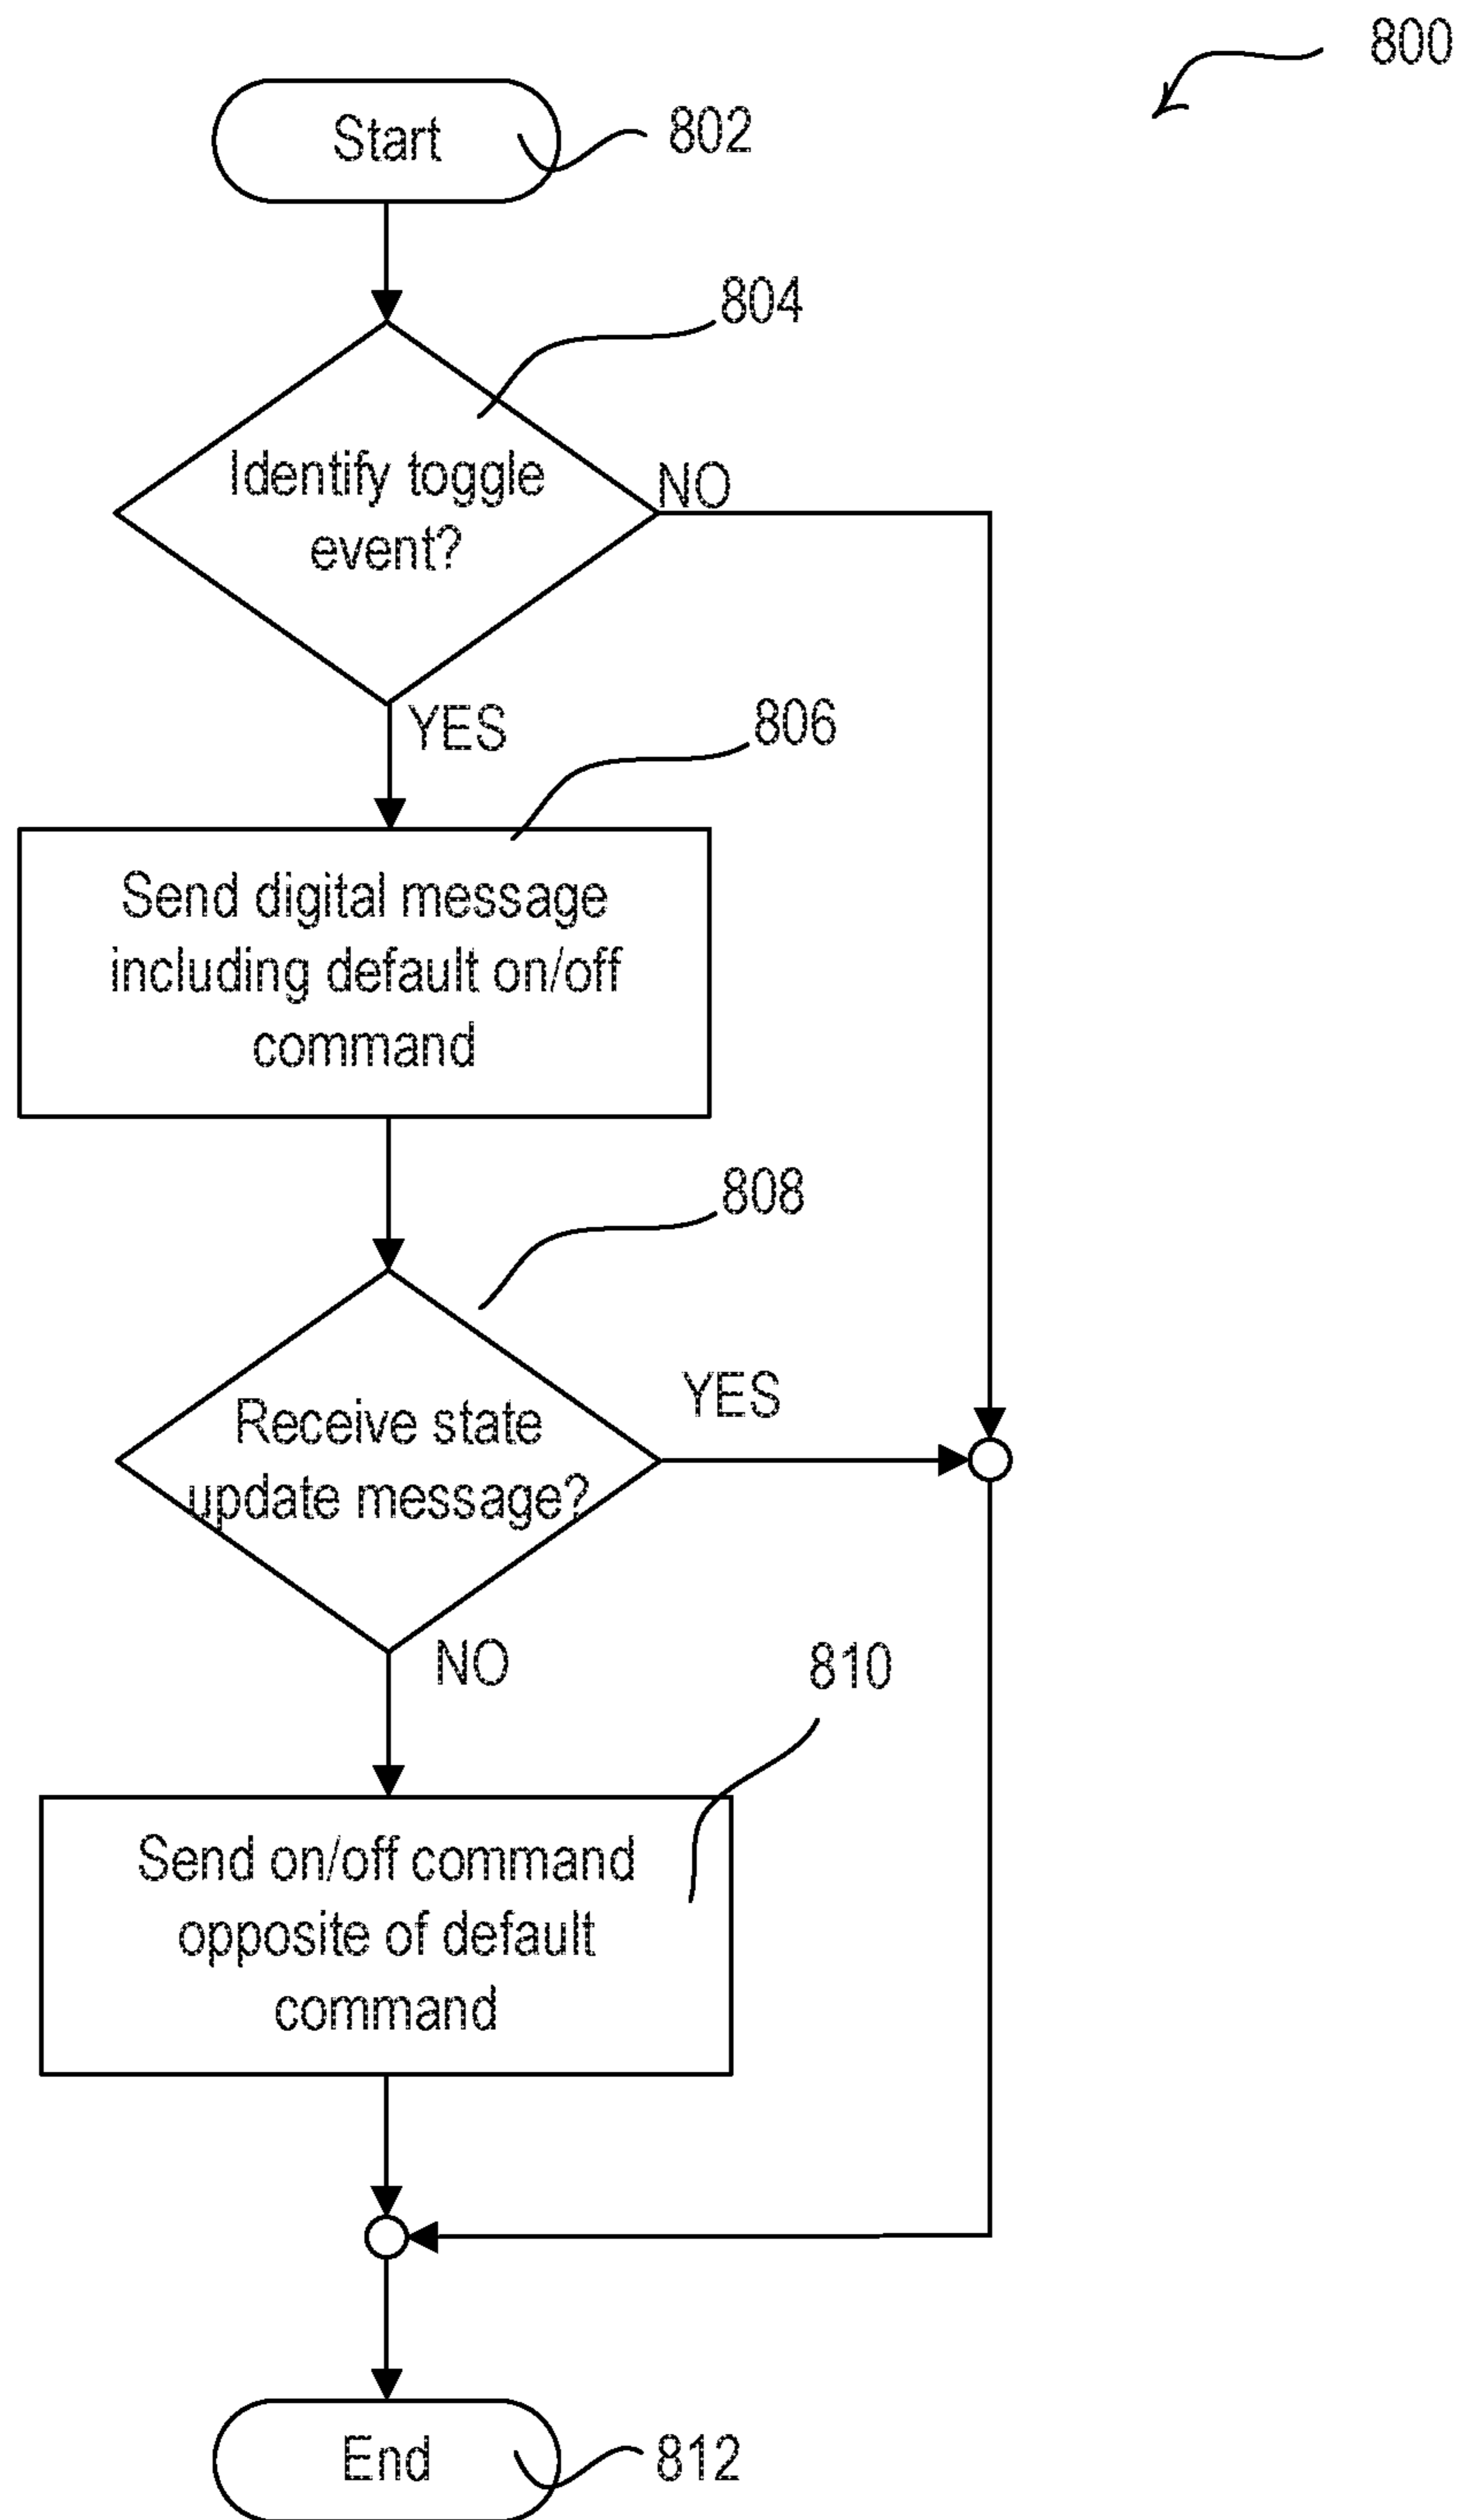 800
Start
802
804
Identify toggle
event?
NO
YES
806
Send digital message
including default on/off
command
808
Receive state
update message?
YES
NO
810
Send on/off command
opposite of default
command
End
812